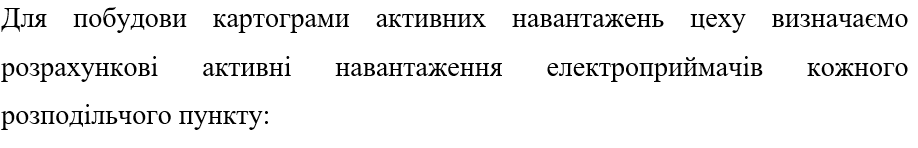 Для побудови картограми активних навантажень цеху визначаємо
розрахункові активні навантаження електроприймачів кожного
розподільчого пункту: